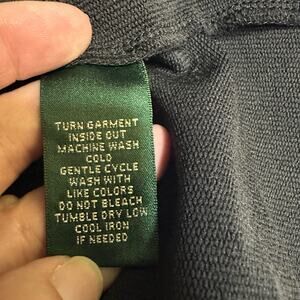 TURN GARMENT
INSIDE OUT
MACHINE WASH
COLD
GENTLE CYCLE
WASH WITH
LIKE COLORS
DO NOT BLEACH
TUMBLE DRY LOW
COOL IRON
IF NEEDED